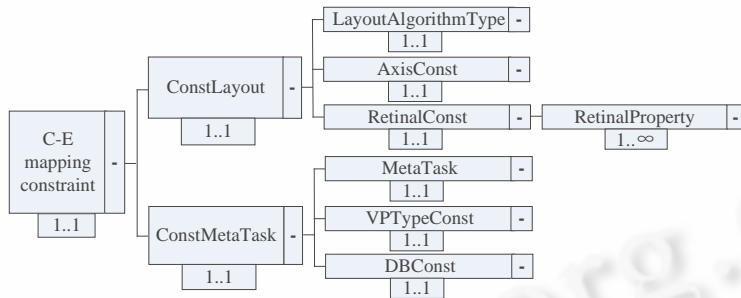 LayoutAlgorithmType -
1..1
ConstLayout -
1..1
AxisConst -
1..1
RetinalConst -
1..1
RetinalProperty -
1..∞
C-E
mapping
constraint
-
1..1
ConstMetaTask -
1..1
MetaTask -
1..1
VPTypeConst -
1..1
DBConst -
1..1